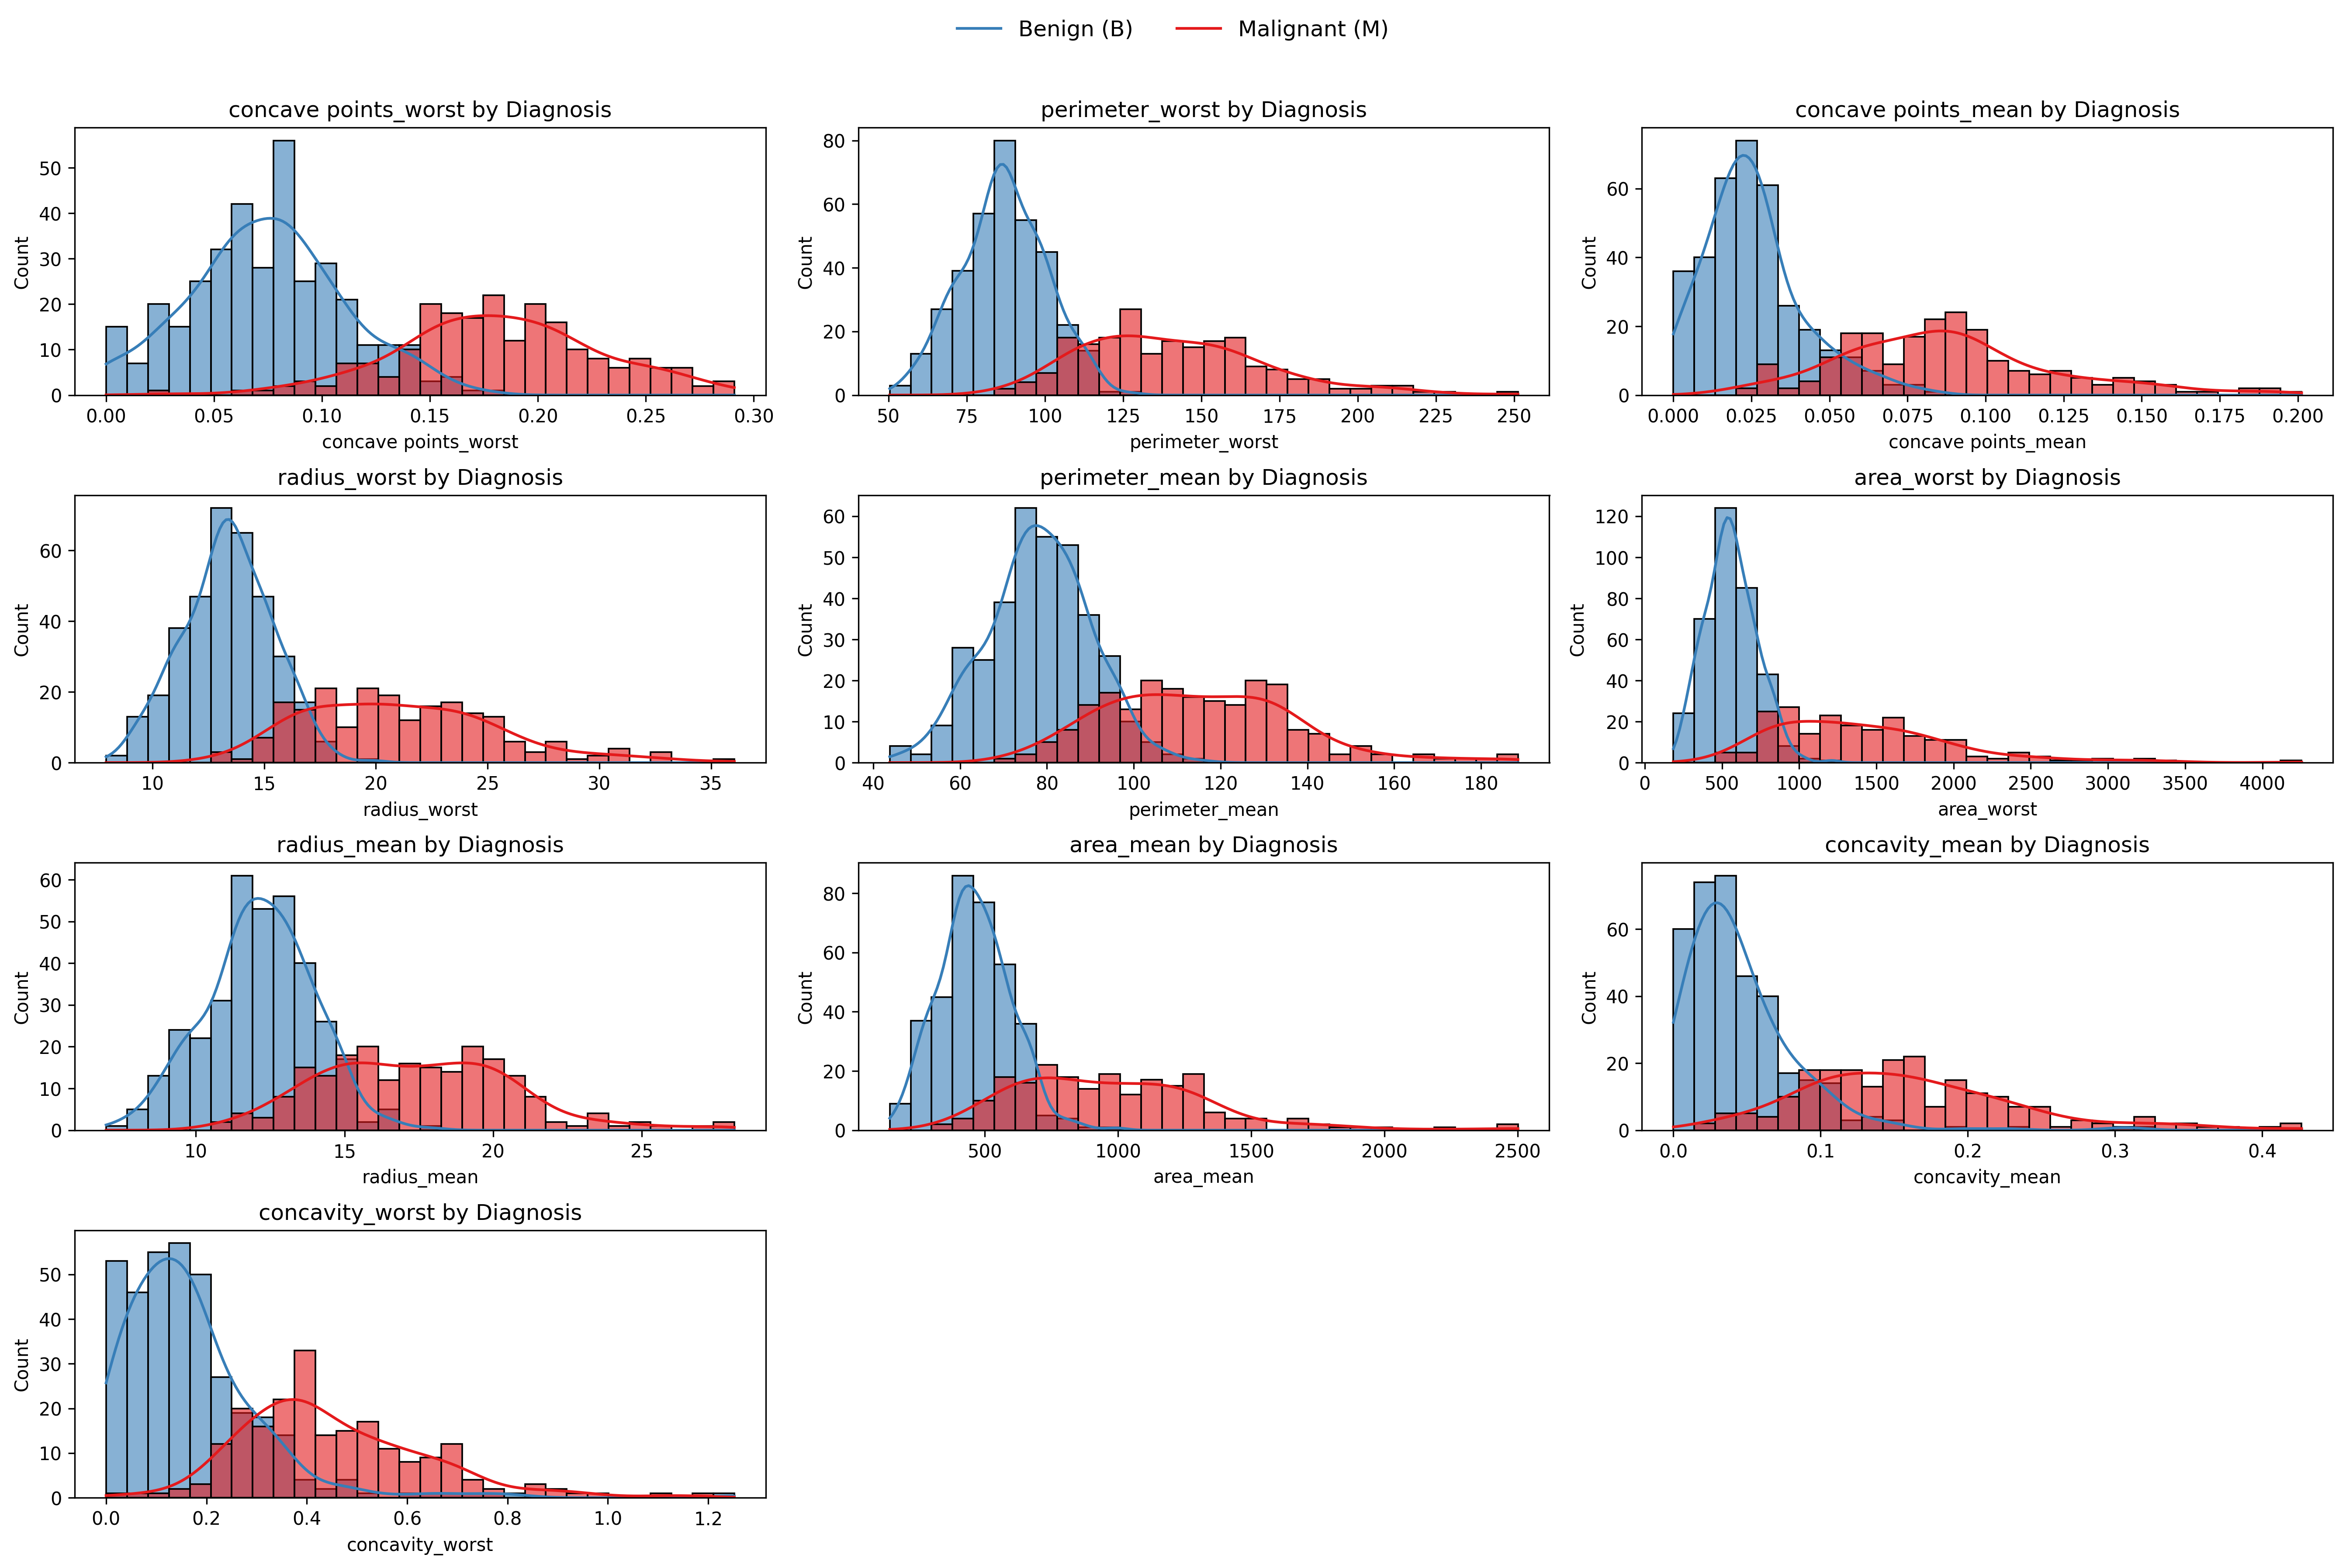 Benign (B) Malignant (M)
concave points_worst by Diagnosis
Count
50
40
30
20
10
0
0.00 0.05 0.10 0.15 0.20 0.25 0.30
concave points_worst
perimeter_worst by Diagnosis
Count
80
60
40
20
0
50 75 100 125 150 175 200 225 250
perimeter_worst
concave points_mean by Diagnosis
Count
60
40
20
0
0.000 0.025 0.050 0.075 0.100 0.125 0.150 0.175 0.200
concave points_mean
radius_worst by Diagnosis
Count
60
40
20
0
10 15 20 25 30 35
radius_worst
perimeter_mean by Diagnosis
Count
60
50
40
30
20
10
0
40 60 80 100 120 140 160 180
perimeter_mean
area_worst by Diagnosis
Count
120
100
80
60
40
20
0
0 500 1000 1500 2000 2500 3000 3500 4000
area_worst
radius_mean by Diagnosis
Count
60
50
40
30
20
10
0
10 15 20 25
radius_mean
area_mean by Diagnosis
Count
80
60
40
20
0
500 1000 1500 2000 2500
area_mean
concavity_mean by Diagnosis
Count
60
40
20
0
0.0 0.1 0.2 0.3 0.4
concavity_mean
concavity_worst by Diagnosis
Count
50
40
30
20
10
0
0.0 0.2 0.4 0.6 0.8 1.0 1.2
concavity_worst